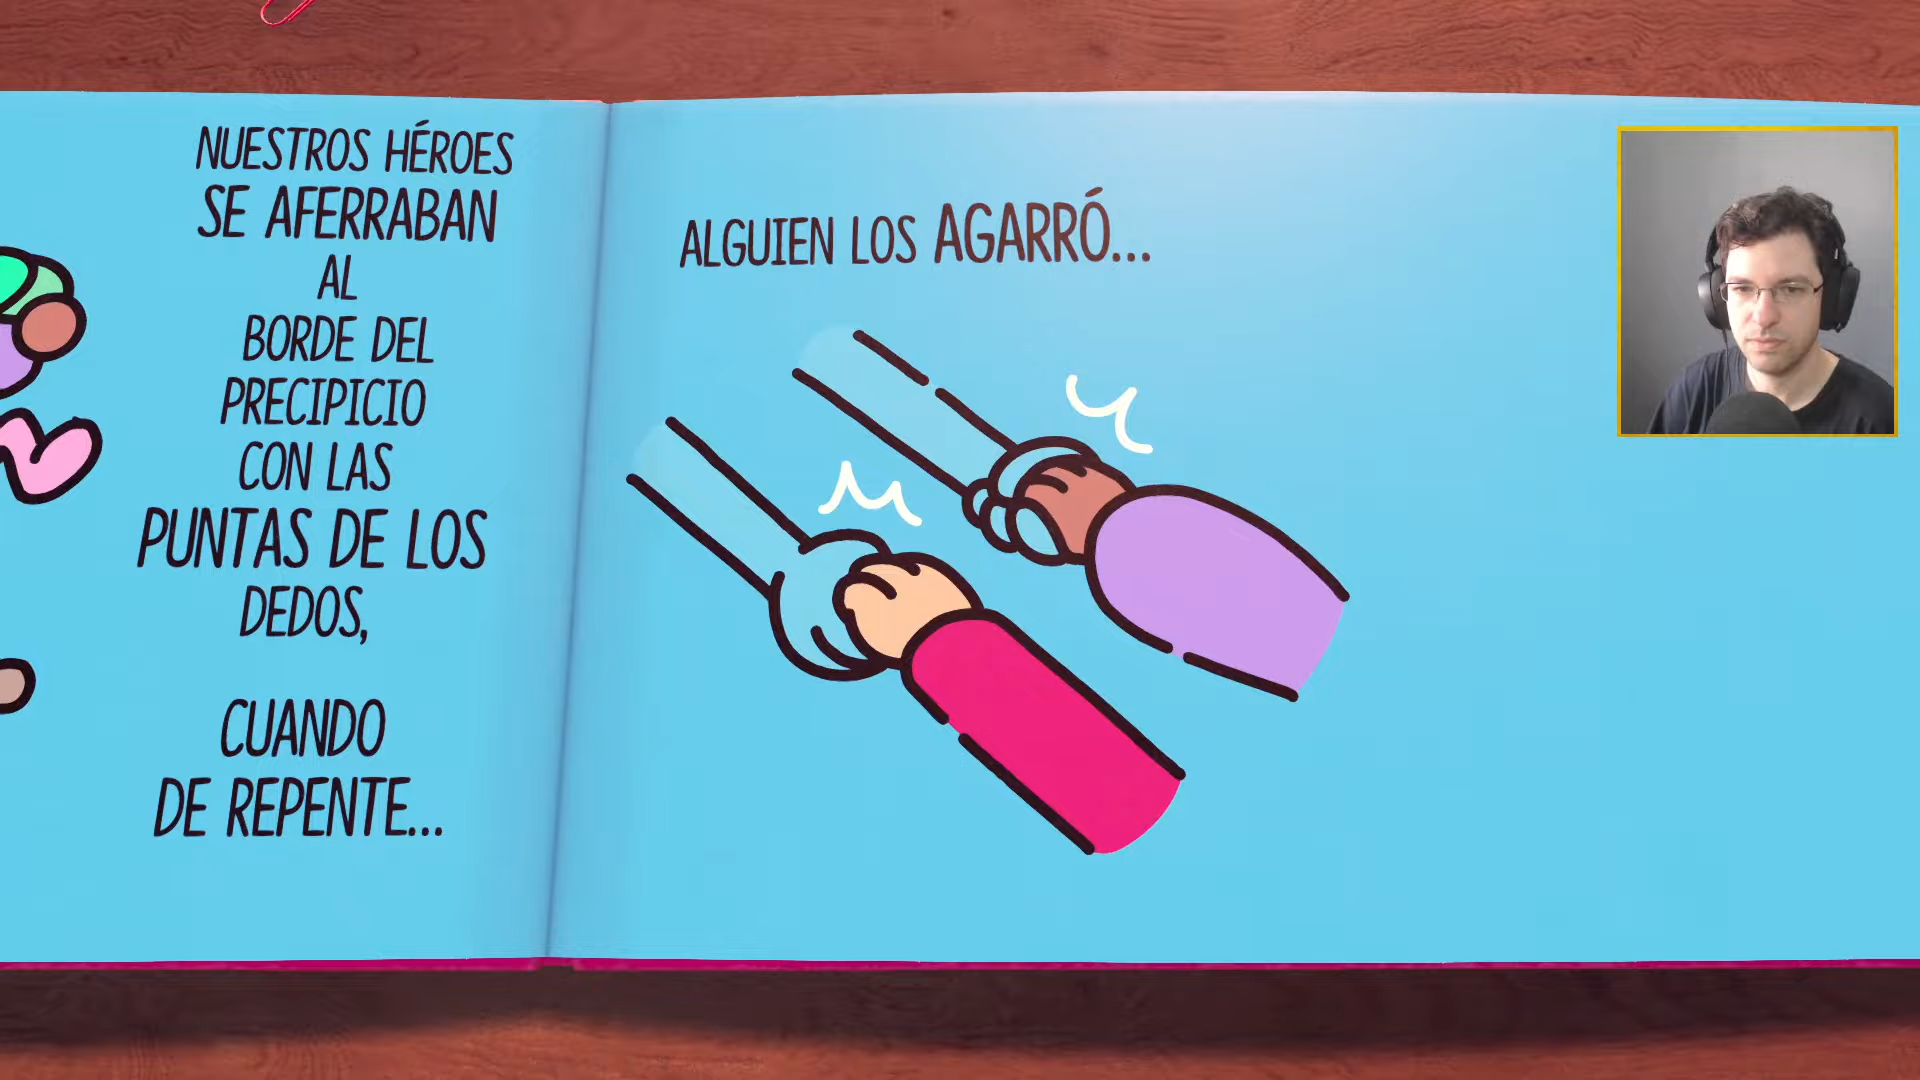 NUESTROS HÉROES
SE AFERRABAN
AL
BORDE DEL
PRECIPICIO
CON LAS
PUNTAS DE LOS
DEDOS,
CUANDO
DE REPENTE...
ALGUIEN LOS AGARRÓ...